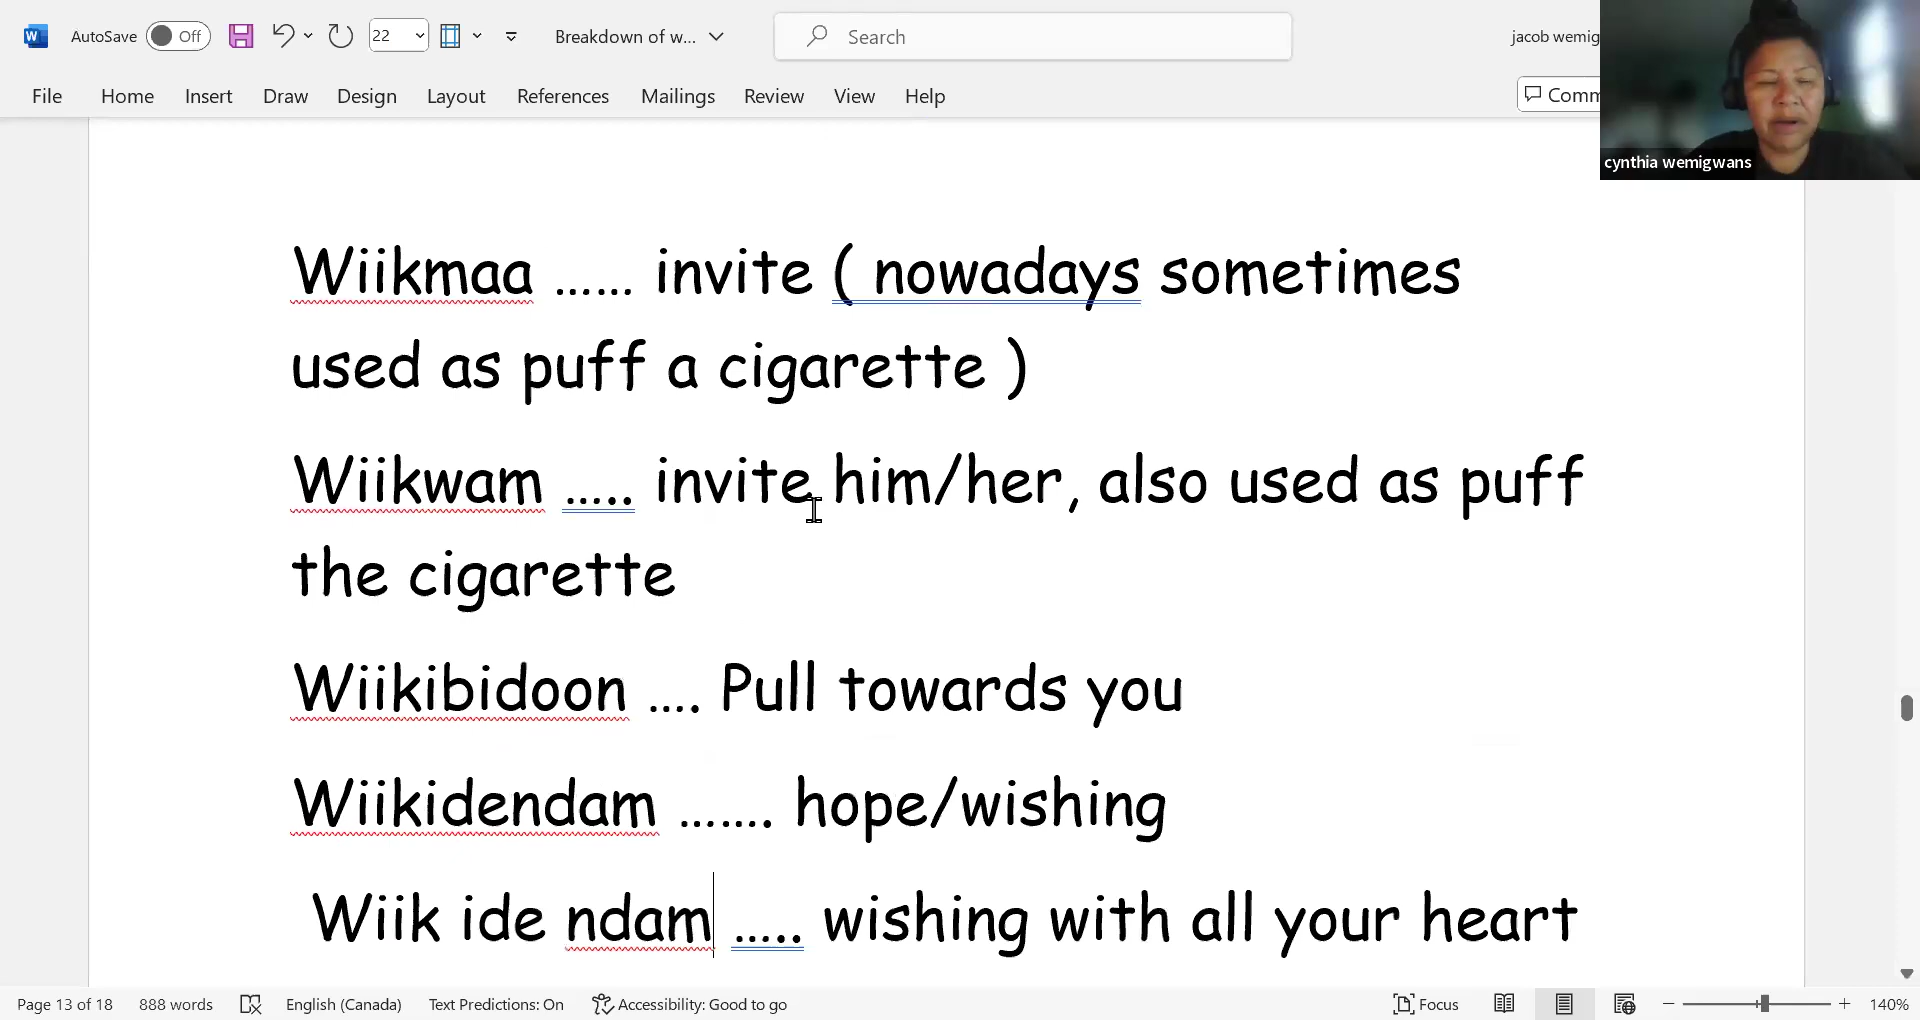 AutoSave Off 22 Breakdown of w... Search jacob wemig
File Home Insert Draw Design Layout References Mailings Review View Help Comm
cynthia wemigwans
Wiikmaa ...... invite ( nowadays sometimes
used as puff a cigarette )
Wiikwam ..... invite him/her, also used as puff
the cigarette
Wiikibidoon .... Pull towards you
Wiikidendam ....... hope/wishing
Wiik ide ndam ..... wishing with all your heart
Page 13 of 18 888 words English (Canada) Text Predictions: On Accessibility: Good to go Focus 140%